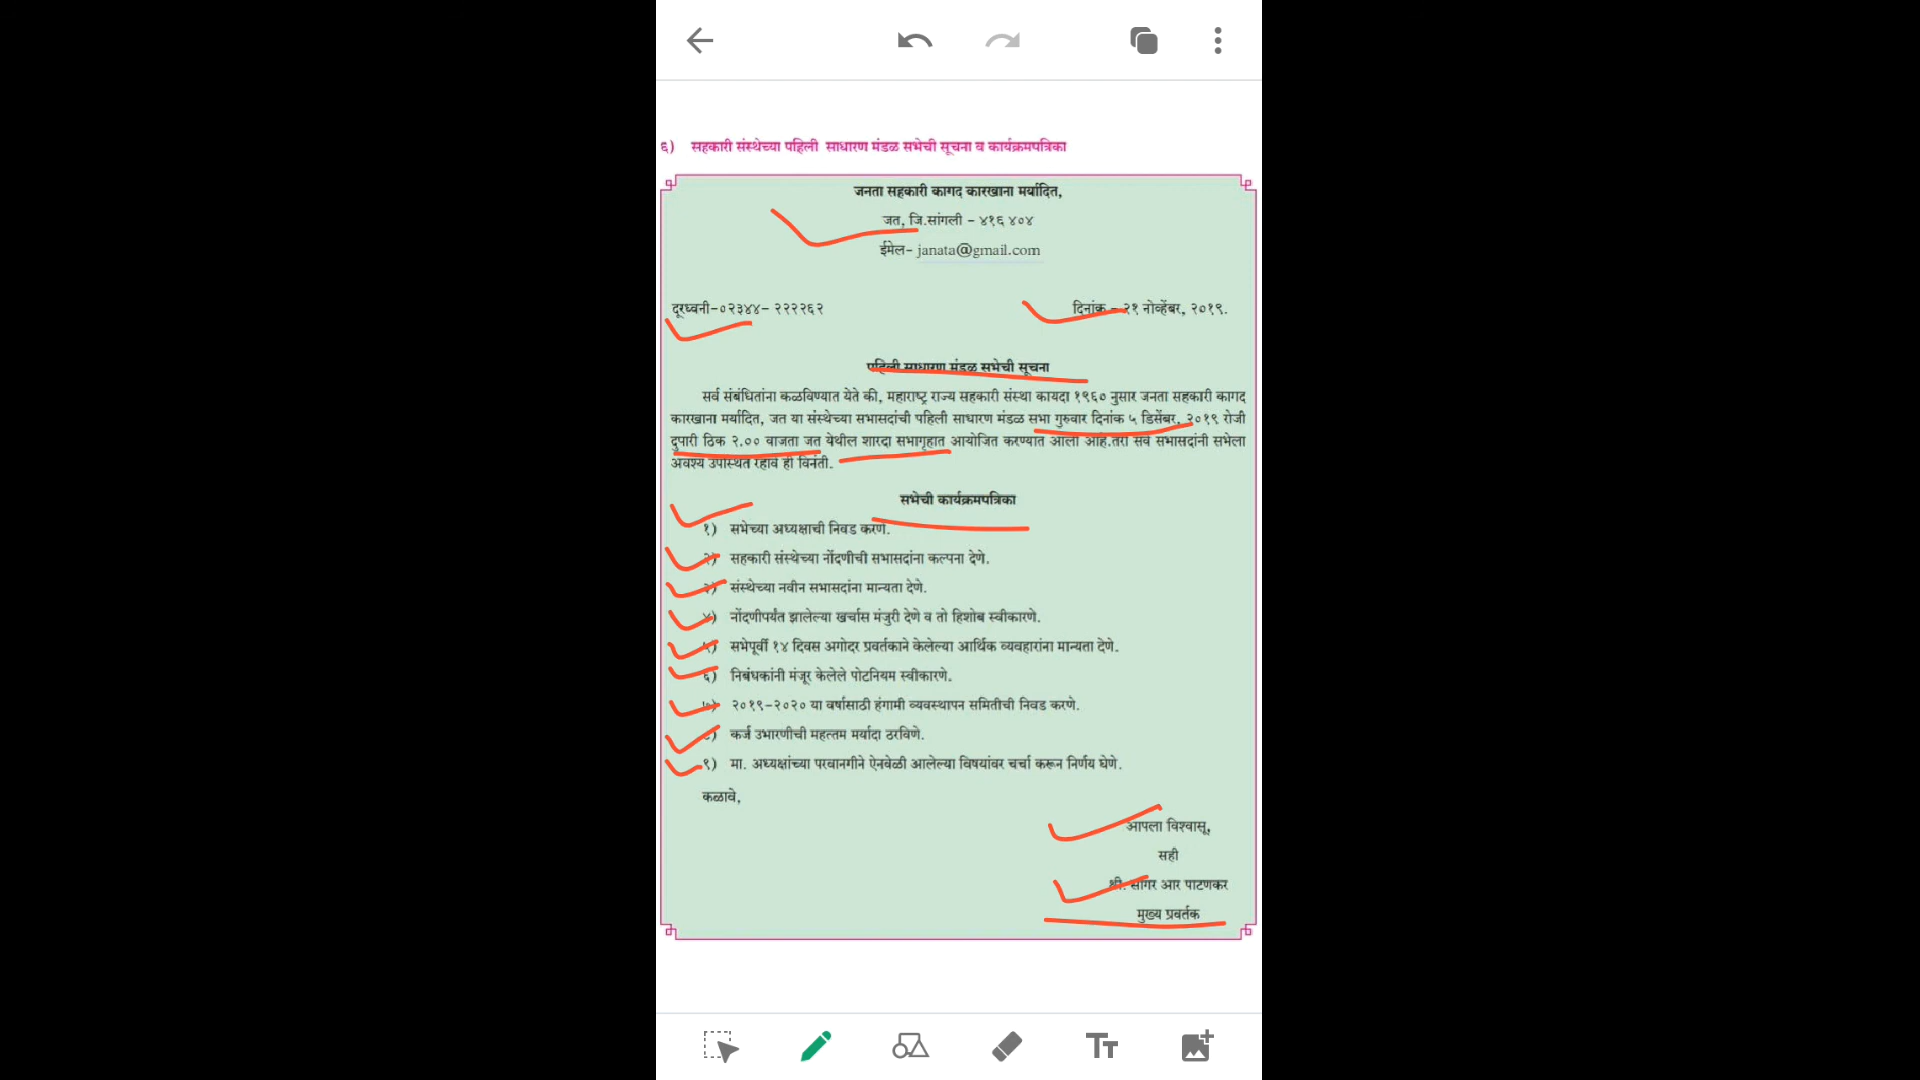 ६) सहकारी संस्थेच्या पहिली साधारण मंडळ सभेची सूचना व कार्यक्रमपत्रिका
जनता सहकारी कागद कारखाना मर्यादित,
जत, जि.सांगली - ४१६ ४०४
ईमेल- janata@gmail.com
दूरध्वनी-०२३४४- २२२२६२ दिनांक - २१ नोव्हेंबर, २०१९.
पहिली साधारण मंडळ सभेची सूचना
सर्व संबंधितांना कळविण्यात येते की, महाराष्ट्र राज्य सहकारी संस्था कायदा १९६० नुसार जनता सहकारी कागद
कारखाना मर्यादित, जत या संस्थेच्या सभासदांची पहिली साधारण मंडळ सभा गुरुवार दिनांक ५ डिसेंबर, २०१९ रोजी
दुपारी ठिक २.०० वाजता जत येथील शारदा सभागृहात आयोजित करण्यात आली आहे.तरी सर्व सभासदांनी सभेला
अवश्य उपस्थित रहावे ही विनंती.
सभेची कार्यक्रमपत्रिका
१) सभेच्या अध्यक्षाची निवड करणे.
२) सहकारी संस्थेच्या नोंदणीची सभासदांना कल्पना देणे.
३) संस्थेच्या नवीन सभासदांना मान्यता देणे.
४) नोंदणीपर्यंत झालेल्या खर्चास मंजुरी देणे व तो हिशोब स्वीकारणे.
५) सभेपूर्वी १४ दिवस अगोदर प्रवर्तकाने केलेल्या आर्थिक व्यवहारांना मान्यता देणे.
६) निबंधकांनी मंजूर केलेले पोटनियम स्वीकारणे.
७) २०१९-२०२० या वर्षासाठी हंगामी व्यवस्थापन समितीची निवड करणे.
८) कर्ज उभारणीची महत्तम मर्यादा ठरविणे.
९) मा. अध्यक्षांच्या परवानगीने ऐनवेळी आलेल्या विषयांवर चर्चा करून निर्णय घेणे.
कळावे,
आपला विश्वासू,
सही
श्री. सागर आर पाटणकर
मुख्य प्रवर्तक